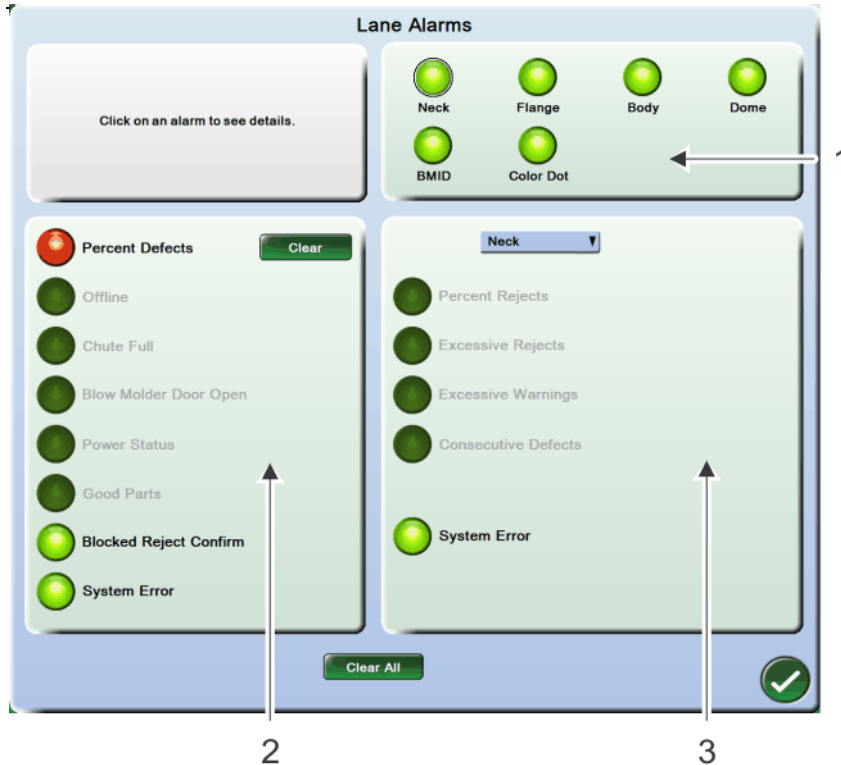 Lane Alarms
Click on an alarm to see details.
Neck Flange Body Dome
BMID Color Dot
Percent Defects Clear
Offline
Chute Full
Blow Molder Door Open
Power Status
Good Parts
Blocked Reject Confirm
System Error
Neck
Percent Rejects
Excessive Rejects
Excessive Warnings
Consecutive Defects
System Error
Clear All
1
2 3